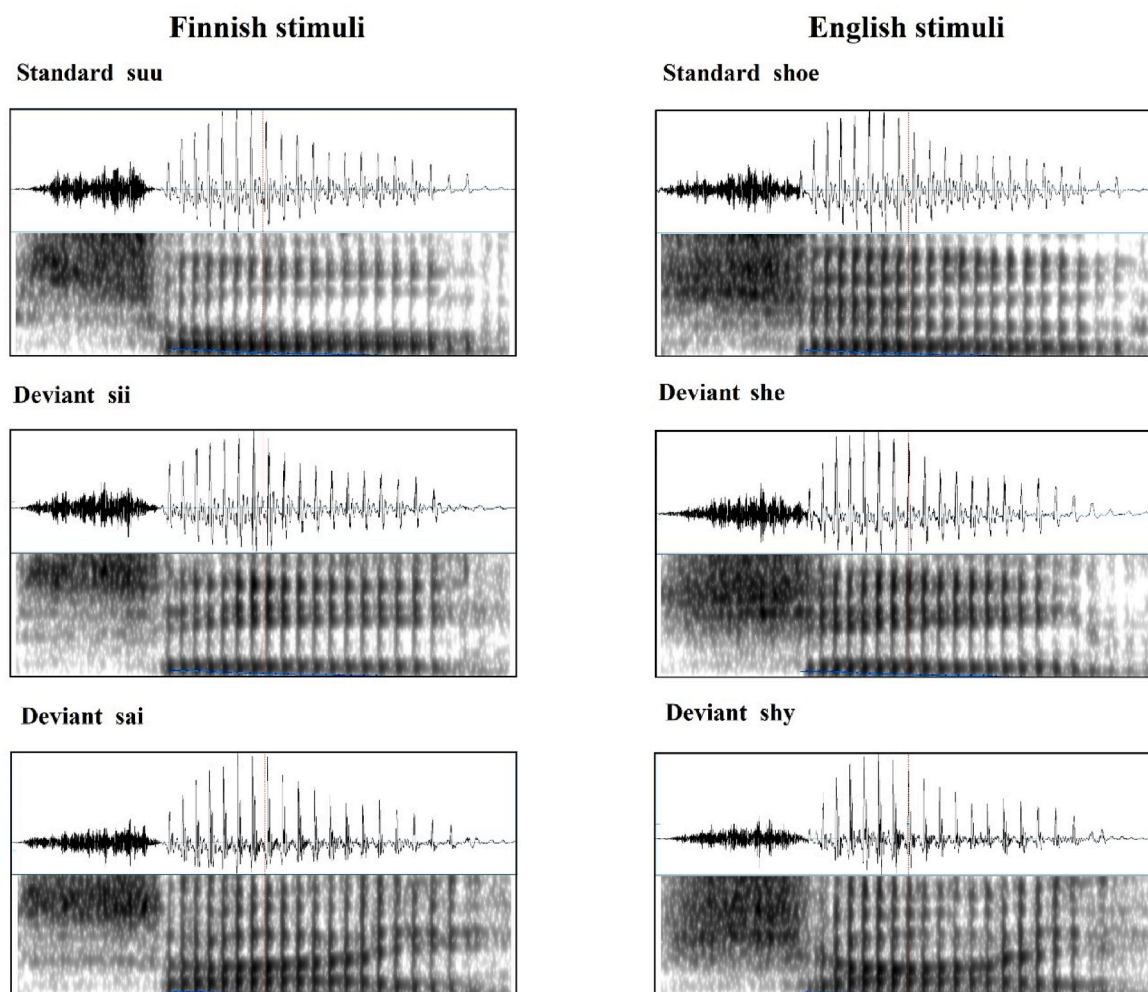 Finnish stimuli
Standard suu
Deviant sii
Deviant sai
English stimuli
Standard shoe
Deviant she
Deviant shy